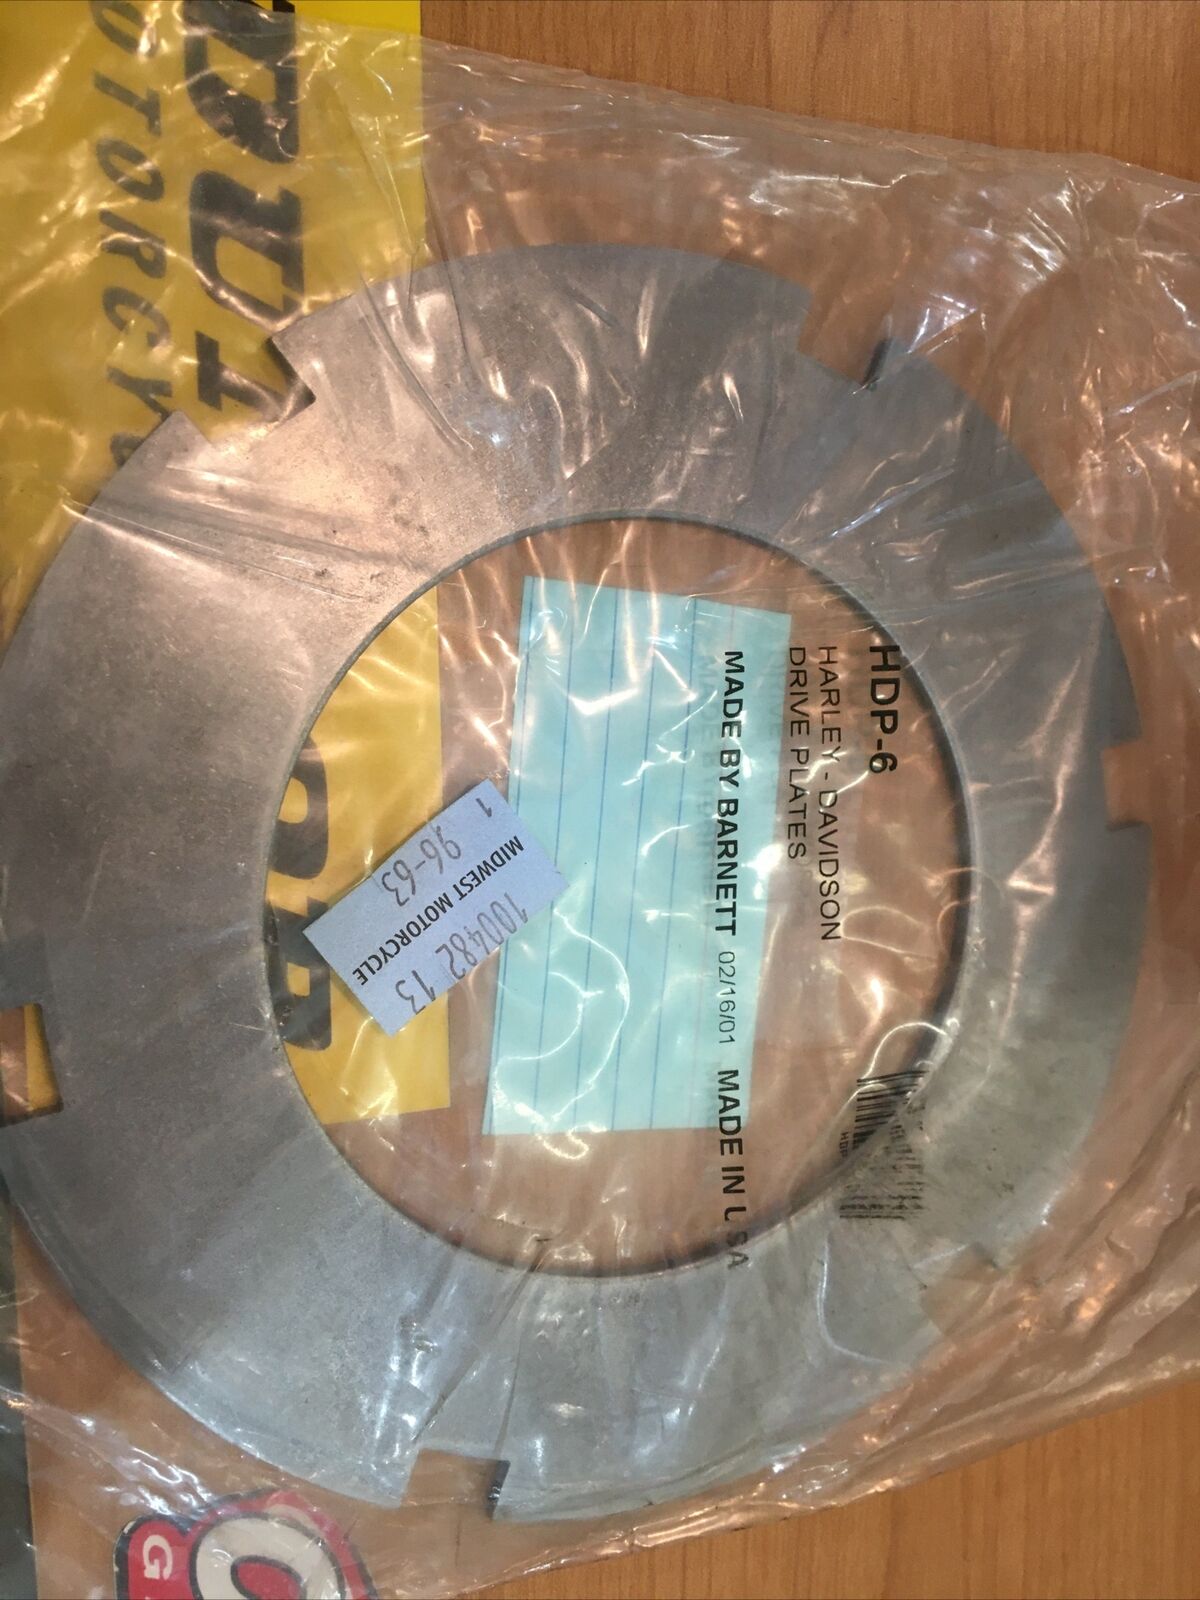 HDP-6
HARLEY - DAVIDSON
DRIVE PLATES
MADE BY BARNETT 02/16/01 MADE IN U SA
MIDWEST MOTORCYCLE
100482 13
1 96-63
G